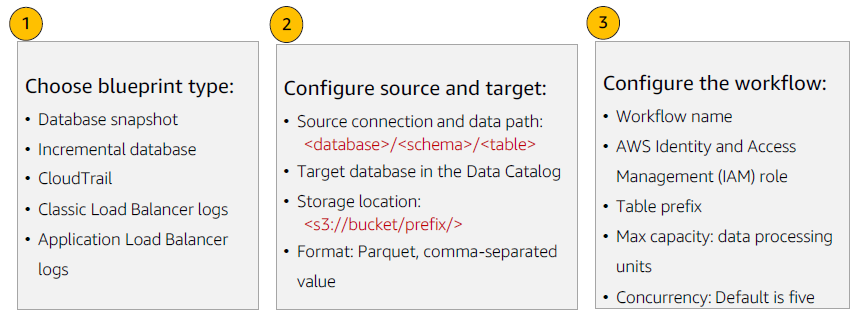 1
Choose blueprint type:
• Database snapshot
• Incremental database
• CloudTrail
• Classic Load Balancer logs
• Application Load Balancer
logs
2
Configure source and target:
• Source connection and data path:
<database>/<schema>/<table>
• Target database in the Data Catalog
• Storage location:
<s3://bucket/prefix/>
• Format: Parquet, comma-separated
value
3
Configure the workflow:
• Workflow name
• AWS Identity and Access
Management (IAM) role
• Table prefix
• Max capacity: data processing
units
• Concurrency: Default is five